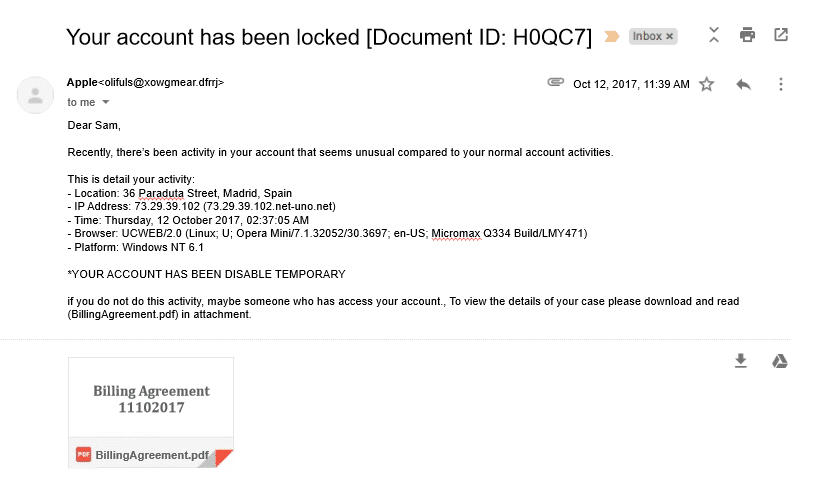 Your account has been locked [Document ID: H0QC7] Inbox ×
Apple<olifuls@xowgmear.dfrrj> Oct 12, 2017, 11:39 AM
to me
Dear Sam,
Recently, there's been activity in your account that seems unusual compared to your normal account activities.
This is detail your activity:
- Location: 36 Paraduta Street, Madrid, Spain
- IP Address: 73.29.39.102 (73.29.39.102.net-uno.net)
- Time: Thursday, 12 October 2017, 02:37:05 AM
- Browser: UCWEB/2.0 (Linux; U; Opera Mini/7.1.32052/30.3697; en-US; Micromax Q334 Build/LMY471)
- Platform: Windows NT 6.1
*YOUR ACCOUNT HAS BEEN DISABLE TEMPORARY
if you do not do this activity, maybe someone who has access your account., To view the details of your case please download and read
(BillingAgreement.pdf) in attachment.
Billing Agreement
11102017
PDF BillingAgreement.pdf